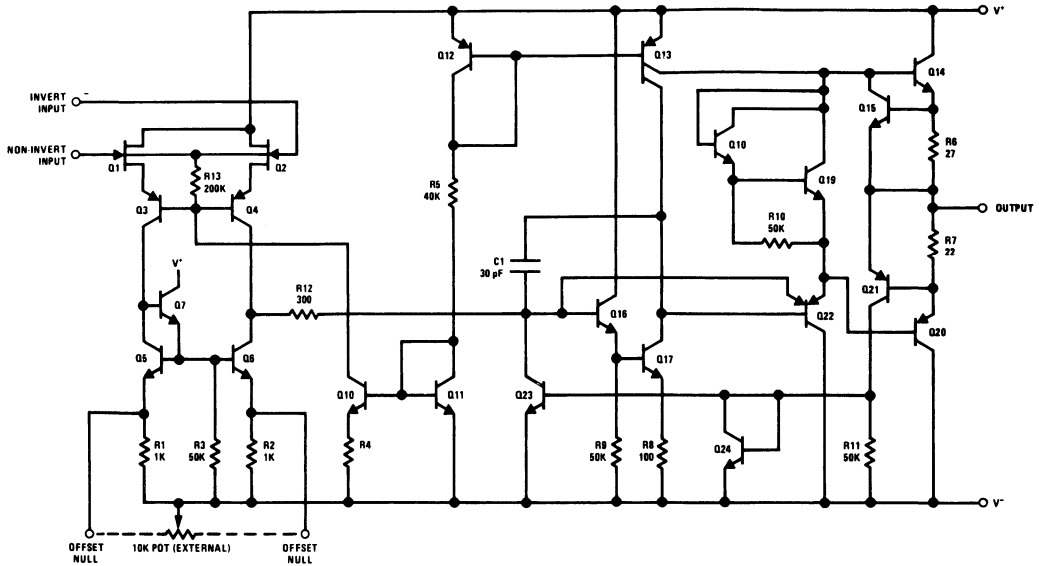 V+
Q12
Q13
Q14
INVERT −
INPUT
Q15
NON-INVERT
INPUT
Q1
Q2
R13
200K
Q10
R6
27
Q3
Q4
R5
40K
Q19
OUTPUT
R10
50K
R7
22
V+
C1
30 pF
Q7
R12
300
Q21
Q16
Q22
Q20
Q5
Q6
Q17
Q10
Q11
Q23
R1
1K
R3
50K
R2
1K
R4
R9
50K
R8
100
Q24
R11
50K
V−
OFFSET
NULL
10K POT (EXTERNAL)
OFFSET
NULL